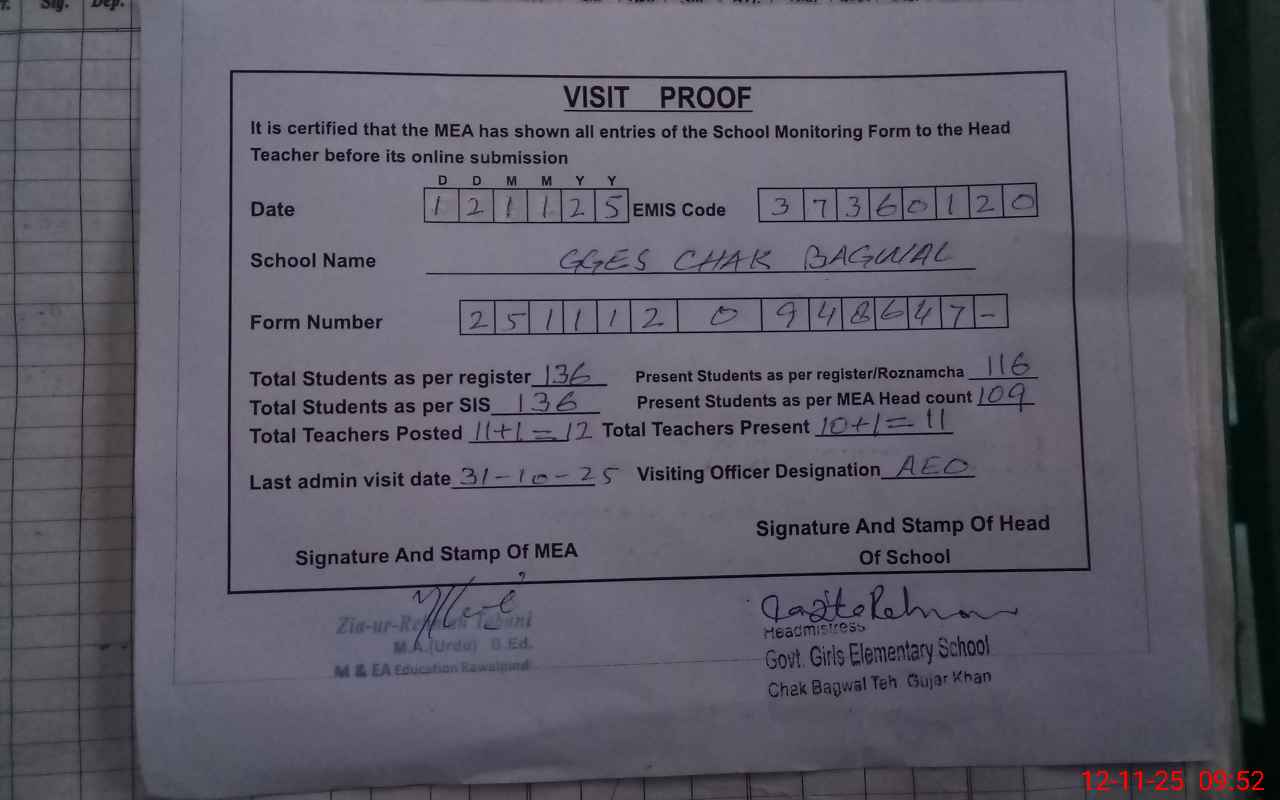 Sig. Dep.
VISIT PROOF
It is certified that the MEA has shown all entries of the School Monitoring Form to the Head
Teacher before its online submission
D D M M Y Y
Date 1 2 1 1 2 5 EMIS Code 3 7 3 6 0 1 2 0
School Name GGES CHAK BAGWAL
Form Number 2 5 1 1 1 2 0 9 4 8 6 4 7 -
Total Students as per register 136 Present Students as per register/Roznamcha 116
Total Students as per SIS 136 Present Students as per MEA Head count 109
Total Teachers Posted 11+1=12 Total Teachers Present 10+1=11
Last admin visit date 31-10-25 Visiting Officer Designation AEO
Signature And Stamp Of MEA Signature And Stamp Of Head
Of School
Zia-ur-
M.A.(Urdu) B.Ed.
M & EA Education Rawalpindi
Headmistress
Govt. Girls Elementary School
Chak Bagwal Teh. Gujar Khan
12-11-25 09:52